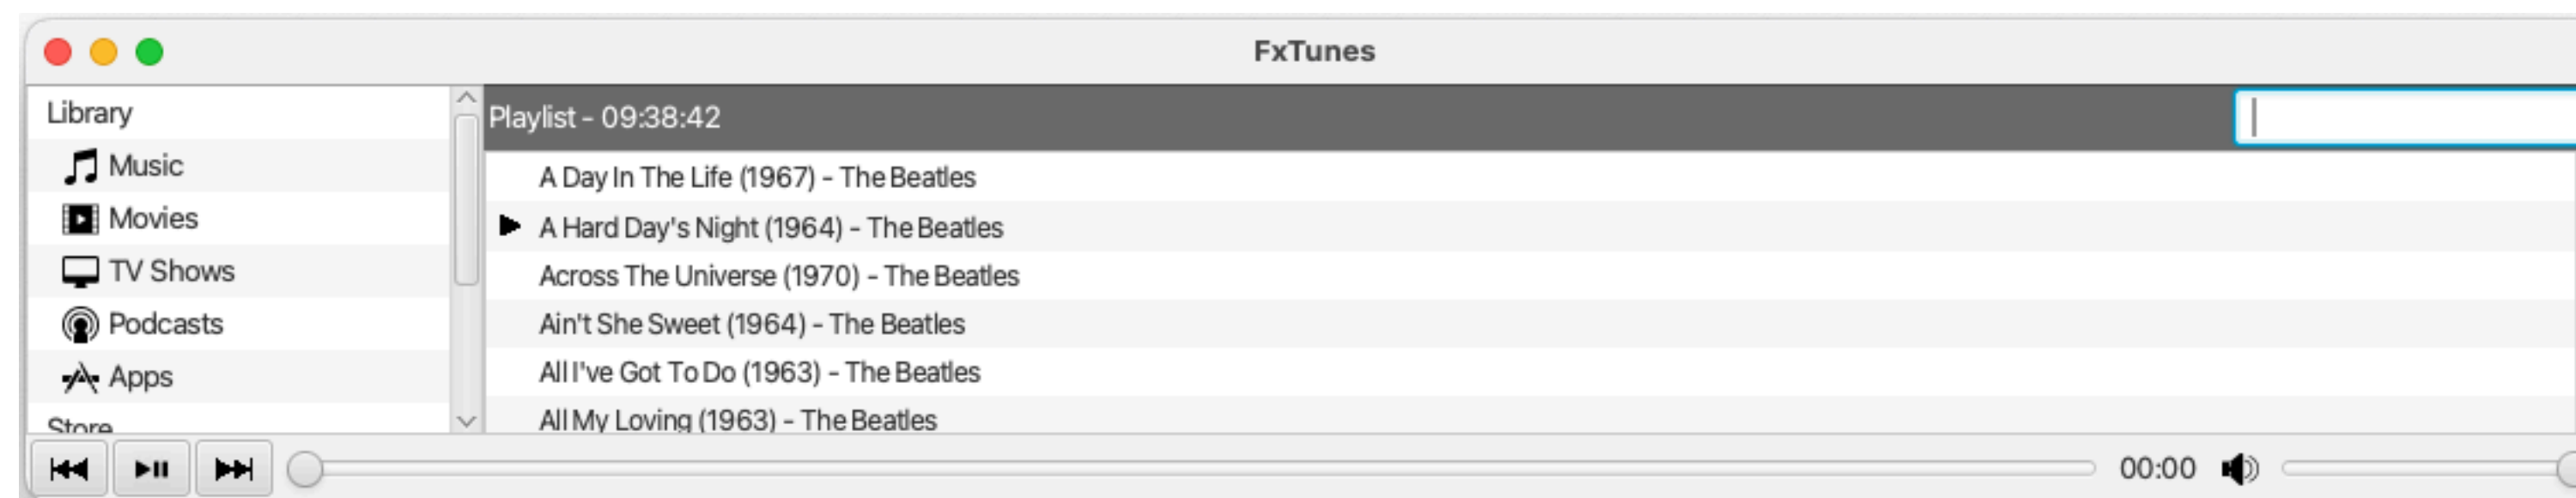 FxTunes
Library
Music
Movies
TV Shows
Podcasts
Apps
Store
Playlist - 09:38:42
A Day In The Life (1967) - The Beatles
A Hard Day's Night (1964) - The Beatles
Across The Universe (1970) - The Beatles
Ain't She Sweet (1964) - The Beatles
All I've Got To Do (1963) - The Beatles
All My Loving (1963) - The Beatles
00:00